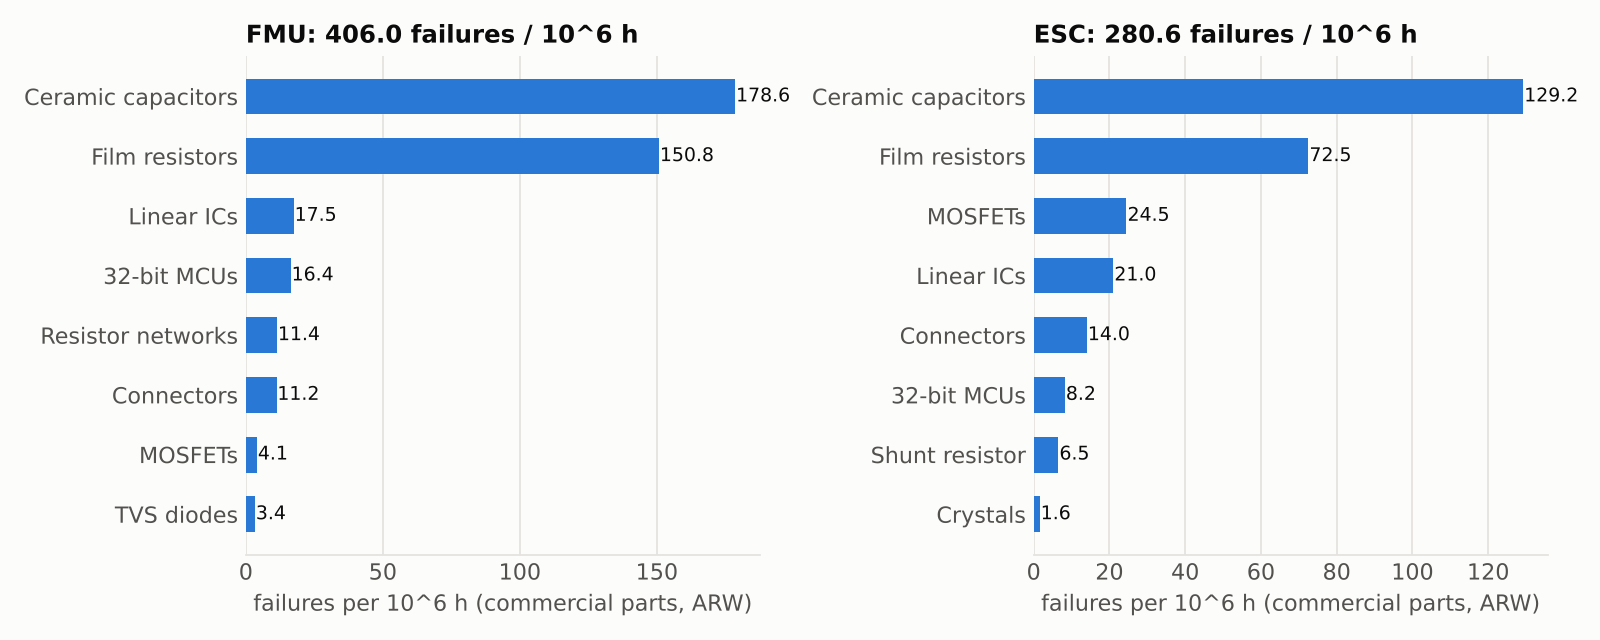 FMU: 406.0 failures / 10^6 h
Ceramic capacitors 178.6
Film resistors 150.8
Linear ICs 17.5
32-bit MCUs 16.4
Resistor networks 11.4
Connectors 11.2
MOSFETs 4.1
TVS diodes 3.4
0 50 100 150
failures per 10^6 h (commercial parts, ARW)
ESC: 280.6 failures / 10^6 h
Ceramic capacitors 129.2
Film resistors 72.5
MOSFETs 24.5
Linear ICs 21.0
Connectors 14.0
32-bit MCUs 8.2
Shunt resistor 6.5
Crystals 1.6
0 20 40 60 80 100 120
failures per 10^6 h (commercial parts, ARW)